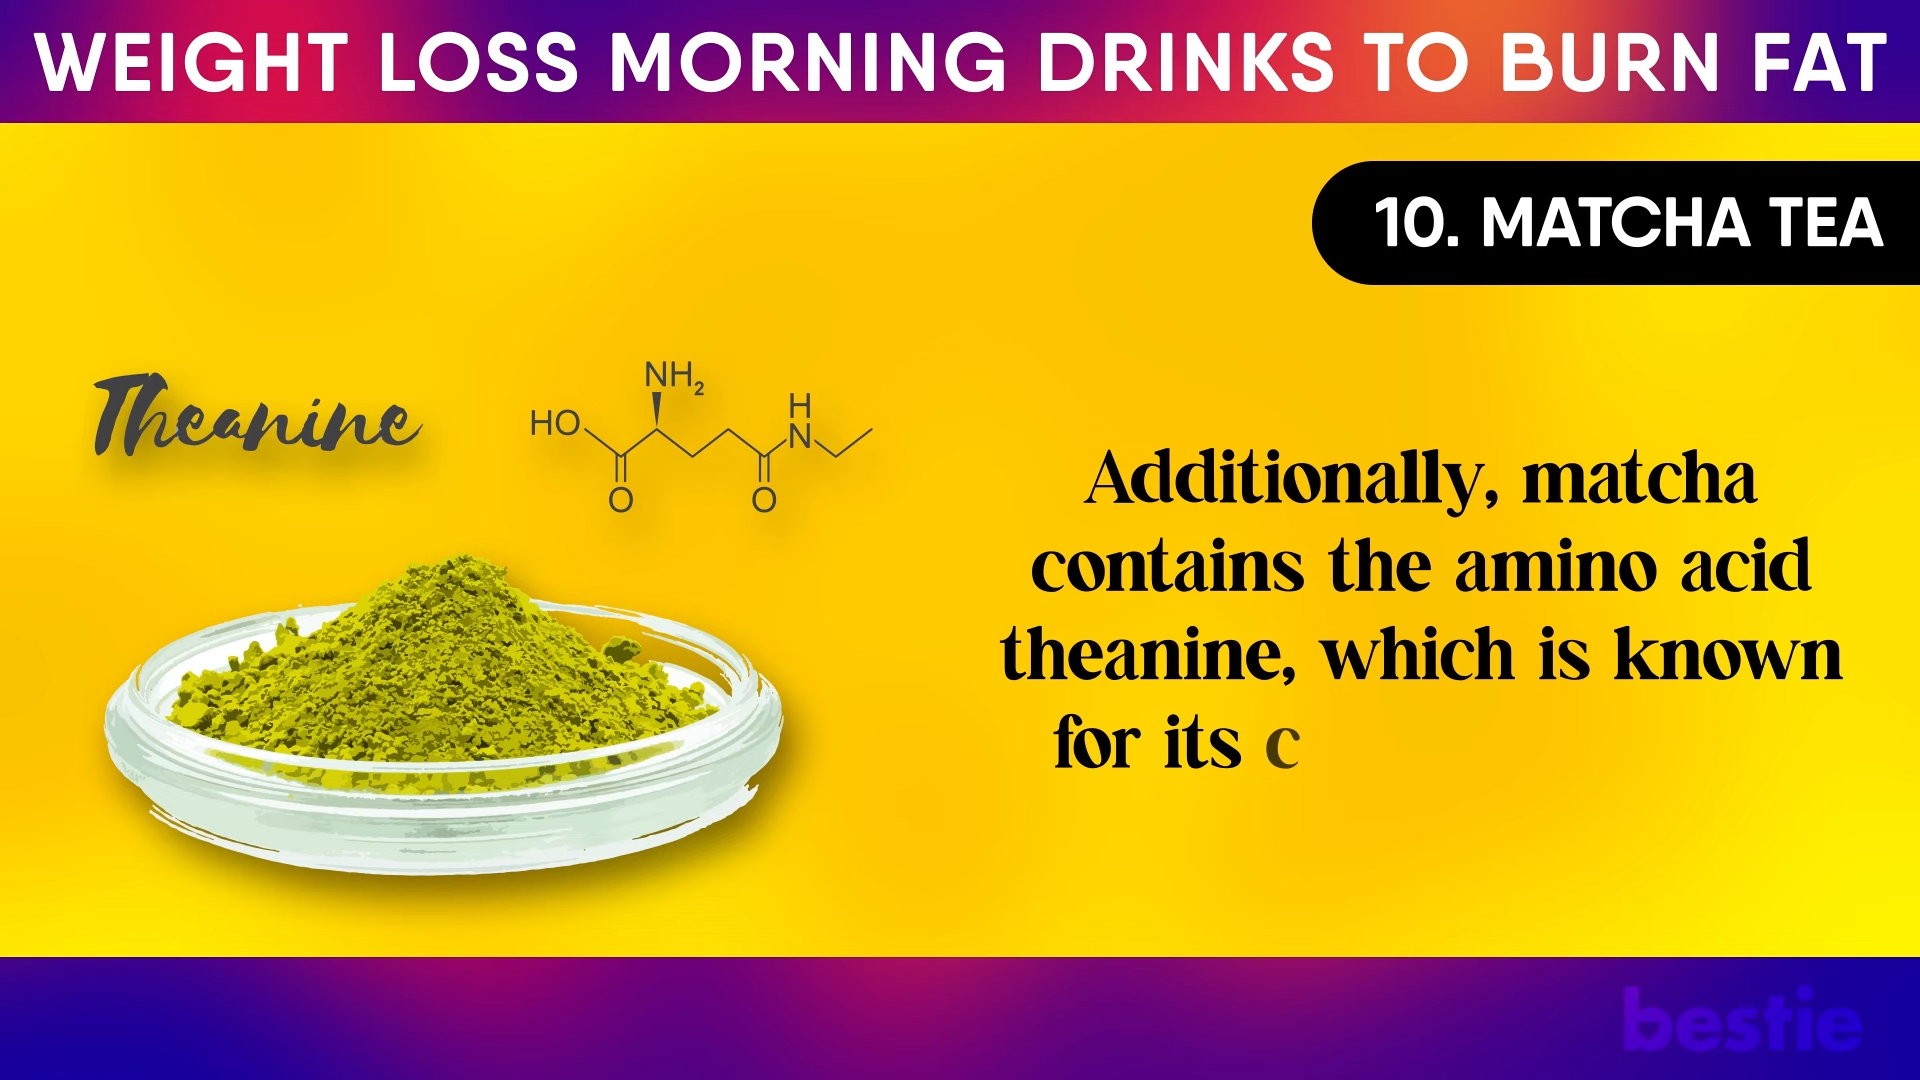 WEIGHT LOSS MORNING DRINKS TO BURN FAT
10. MATCHA TEA
Theanine
NH2
HO
H
N
O
O
Additionally, matcha
contains the amino acid
theanine, which is known
for its c
bestie